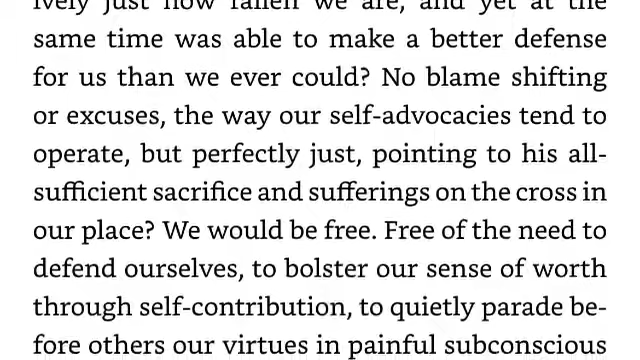 ively just how fallen we are, and yet at the
same time was able to make a better defense
for us than we ever could? No blame shifting
or excuses, the way our self-advocacies tend to
operate, but perfectly just, pointing to his all-
sufficient sacrifice and sufferings on the cross in
our place? We would be free. Free of the need to
defend ourselves, to bolster our sense of worth
through self-contribution, to quietly parade be-
fore others our virtues in painful subconscious